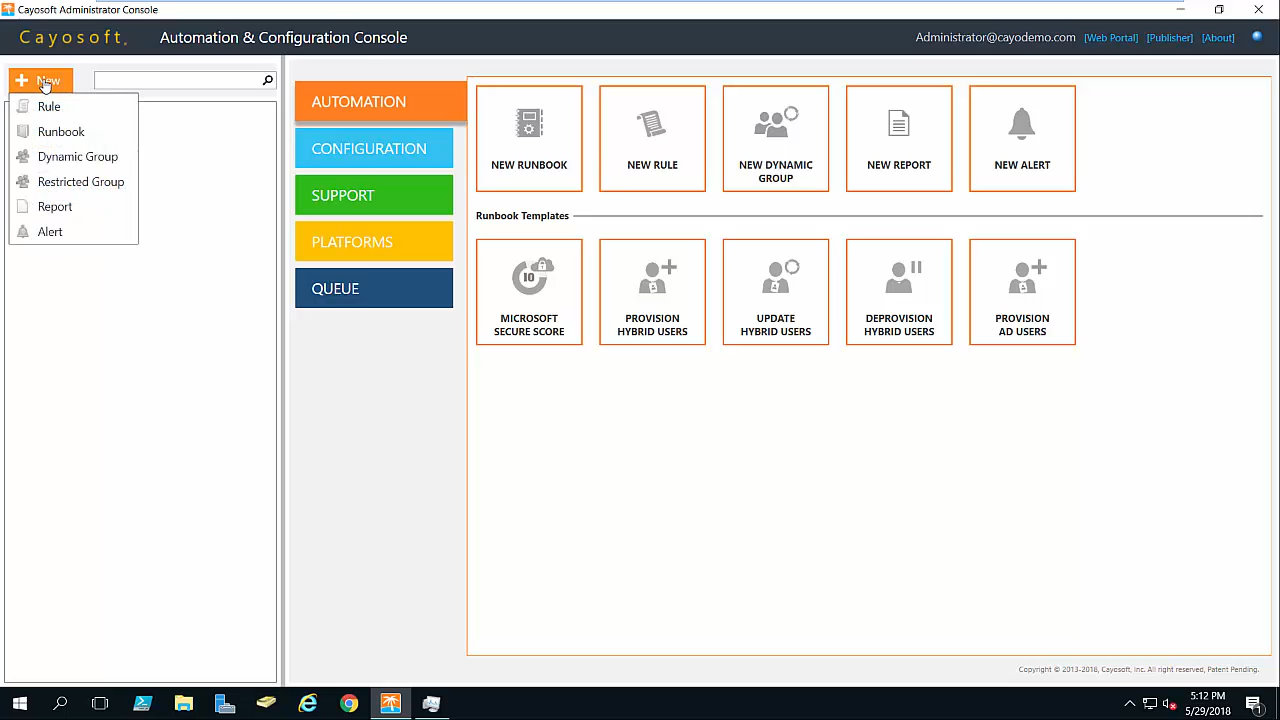 Cayosoft Administrator Console
Cayosoft.
Automation & Configuration Console
Administrator@cayodemo.com [Web Portal] [Publisher] [About]
New
Rule
Runbook
Dynamic Group
Restricted Group
Report
Alert
AUTOMATION
CONFIGURATION
SUPPORT
PLATFORMS
QUEUE
NEW RUNBOOK
NEW RULE
NEW DYNAMIC
GROUP
NEW REPORT
NEW ALERT
Runbook Templates
10
MICROSOFT
SECURE SCORE
PROVISION
HYBRID USERS
UPDATE
HYBRID USERS
DEPROVISION
HYBRID USERS
PROVISION
AD USERS
Copyright © 2013-2018, Cayosoft, Inc. All right reserved, Patent Pending.
5:12 PM
5/29/2018
1